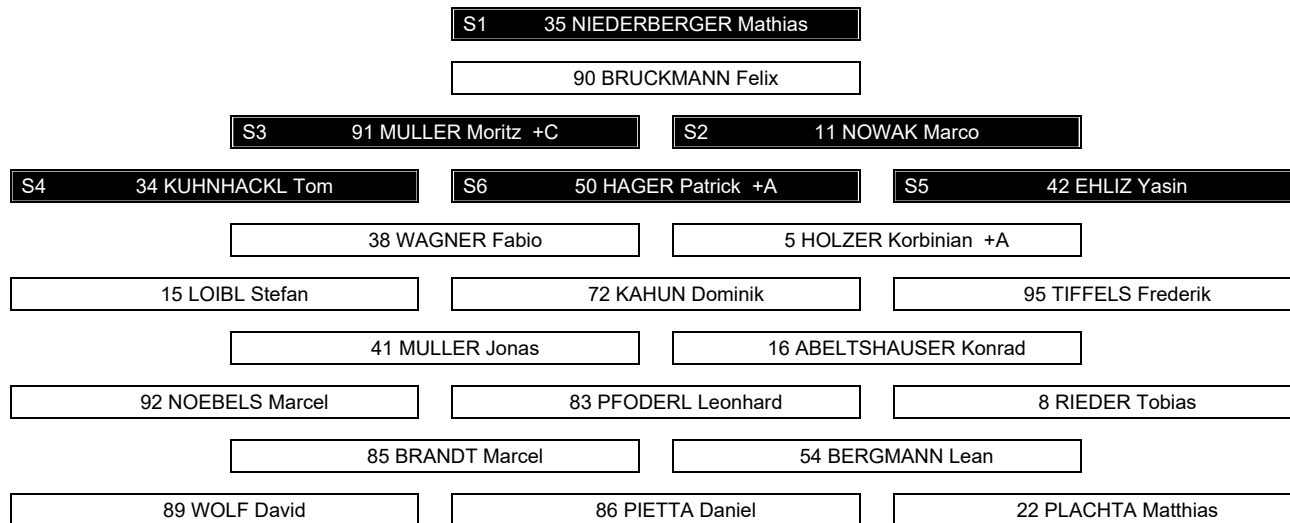 S1 35 NIEDERBERGER Mathias
90 BRUCKMANN Felix
S3 91 MULLER Moritz +C S2 11 NOWAK Marco
S4 34 KUHNHACKL Tom S6 50 HAGER Patrick +A S5 42 EHLIZ Yasin
38 WAGNER Fabio 5 HOLZER Korbinian +A
15 LOIBL Stefan 72 KAHUN Dominik 95 TIFFELS Frederik
41 MULLER Jonas 16 ABELTSHAUSER Konrad
92 NOEBELS Marcel 83 PFODERL Leonhard 8 RIEDER Tobias
85 BRANDT Marcel 54 BERGMANN Lean
89 WOLF David 86 PIETTA Daniel 22 PLACHTA Matthias